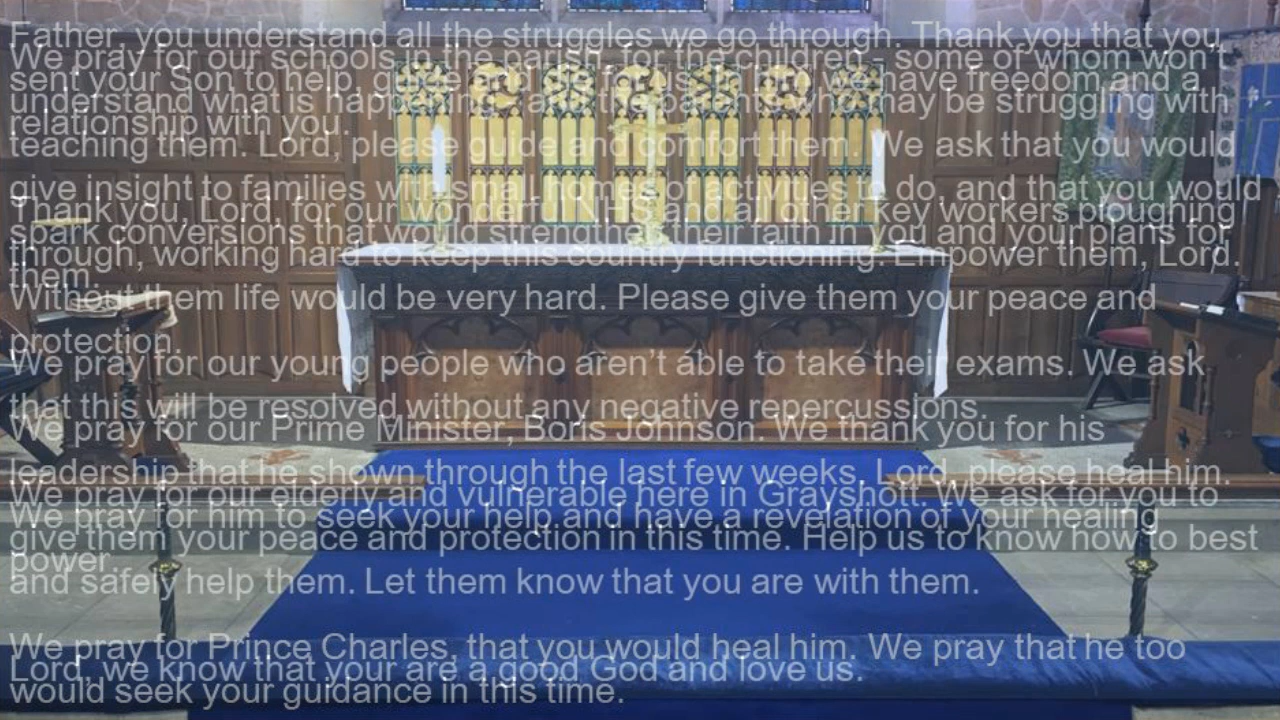 Father, you understand all the struggles we go through. Thank you that you
We pray for our schools, and the parents of the children, some of whom won't
sent your Son to help have freedom and a
understand what is happening, and the parents who may be struggling with
relationship with you.
teaching them. Lord, please guide and comfort them. We ask that you would
give insight to families with small homes of activities to do, and that you would
Thank you, Lord, for our and all other key workers ploughing
spark conversions that would strengthen their faith in you and your plans for
through, working hard to keep this country functioning. Empower them, Lord.
them.
Without them life would be very hard. Please give them your peace and
protection.
We pray for our young people who aren't able to take their exams. We ask
that this will be resolved without any negative repercussions.
We pray for our Prime Minister, Boris Johnson. We thank you for his
leadership that he shown through the last few weeks. Lord, please heal him.
We pray for our elderly and vulnerable here in Grayshott. We ask for you to
We pray for him to seek your help and have a revelation of your healing
give them your peace and protection in this time. Help us to know how to best
power
and safely help them. Let them know that you are with them.
We pray for Prince Charles, that you would heal him. We pray that he too
Lord, we know that your are a good God and love us.
would seek your guidance in this time.